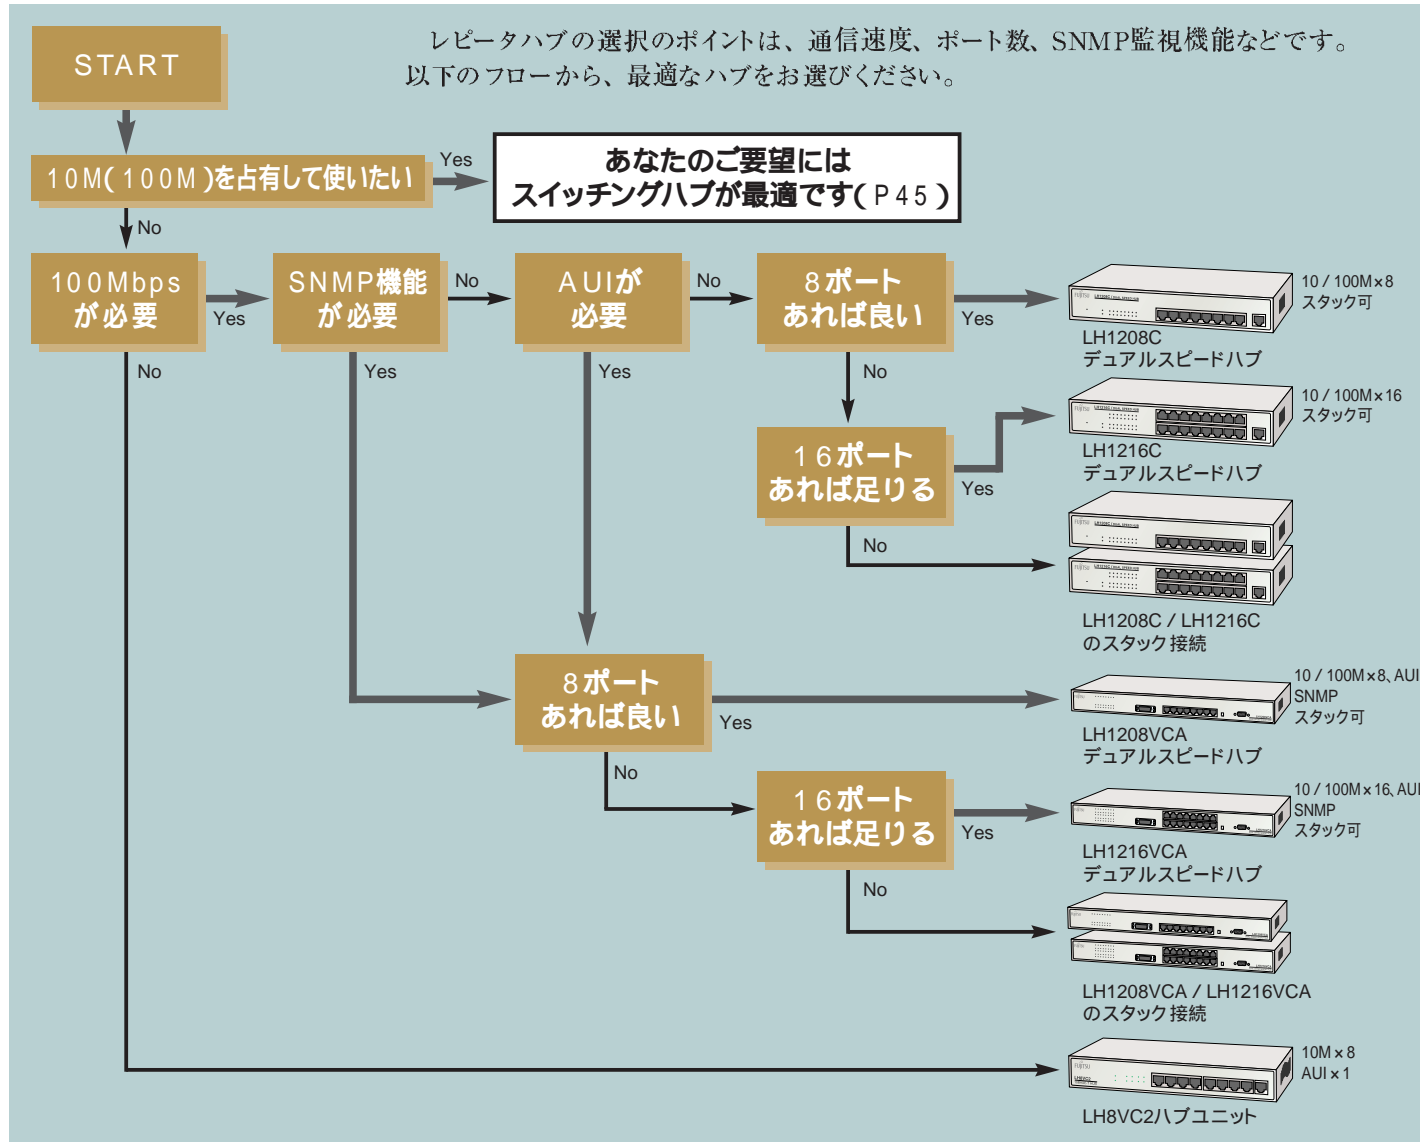 レピータハブの選択のポイントは、通信速度、ポート数、SNMP監視機能などです。
以下のフローから、最適なハブをお選びください。
START
10M(100M)を占有して使いたい
Yes
あなたのご要望には
スイッチングハブが最適です(P45)
No
100Mbps
が必要
Yes
SNMP機能
が必要
No
AUIが
必要
No
8ポート
あれば良い
Yes
10 / 100M×8
スタック可
LH1208C
デュアルスピードハブ
No
Yes
Yes
No
10 / 100M×16
スタック可
16ポート
あれば足りる
Yes
LH1216C
デュアルスピードハブ
No
LH1208C / LH1216C
のスタック接続
8ポート
あれば良い
Yes
10 / 100M×8、AUI
SNMP
スタック可
LH1208VCA
デュアルスピードハブ
No
16ポート
あれば足りる
Yes
10 / 100M×16、AUI
SNMP
スタック可
LH1216VCA
デュアルスピードハブ
No
LH1208VCA / LH1216VCA
のスタック接続
10M×8
AUI×1
LH8VC2ハブユニット